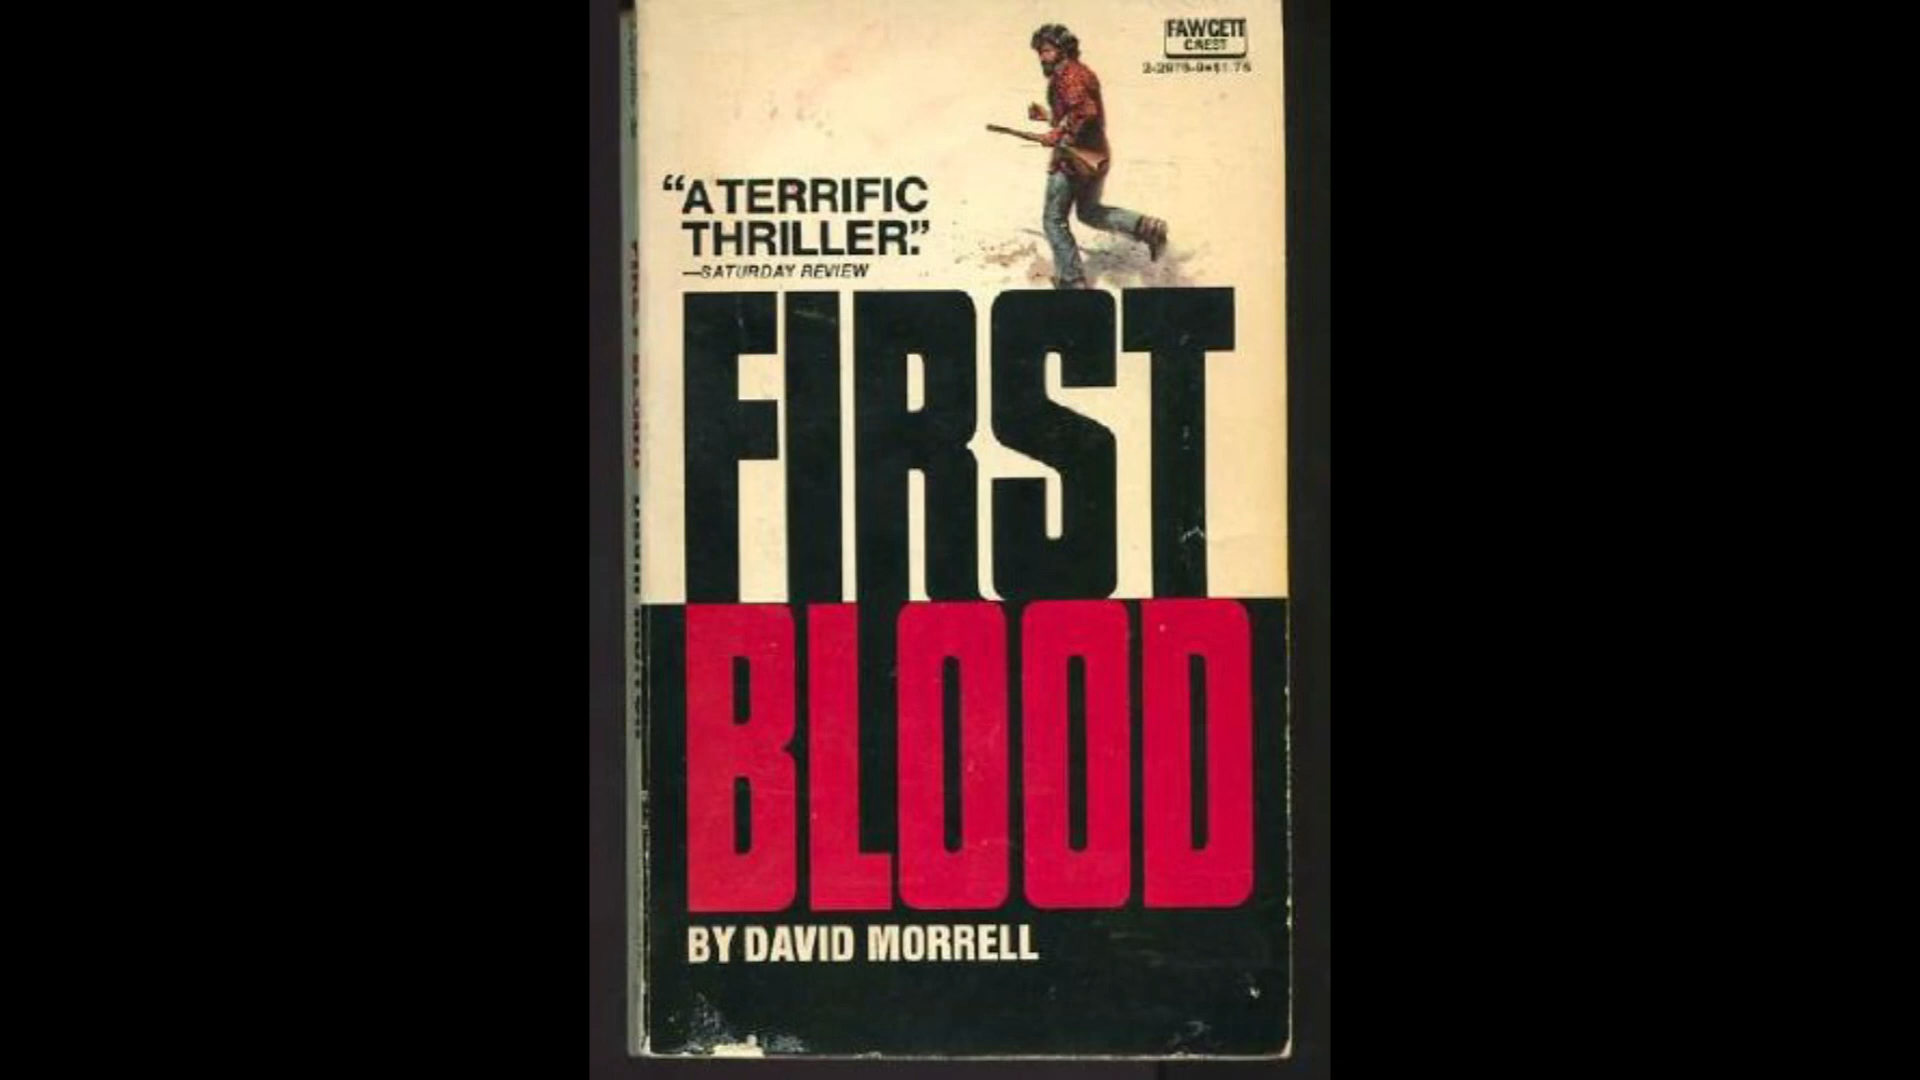 FAWCETT
CREST
"A TERRIFIC
THRILLER."
—SATURDAY REVIEW
FIRST
BLOOD
BY DAVID MORRELL